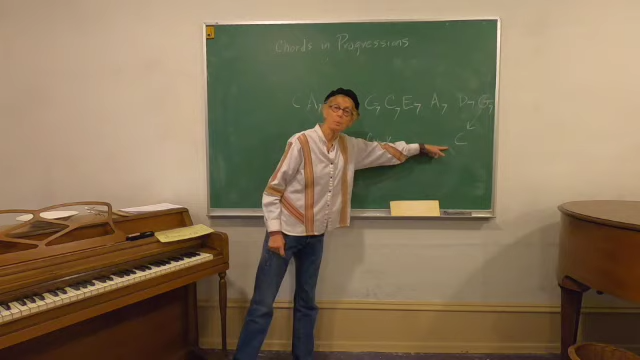 Chords in Progressions
C A7 G7 C7 E7 A7 D7 G7
C